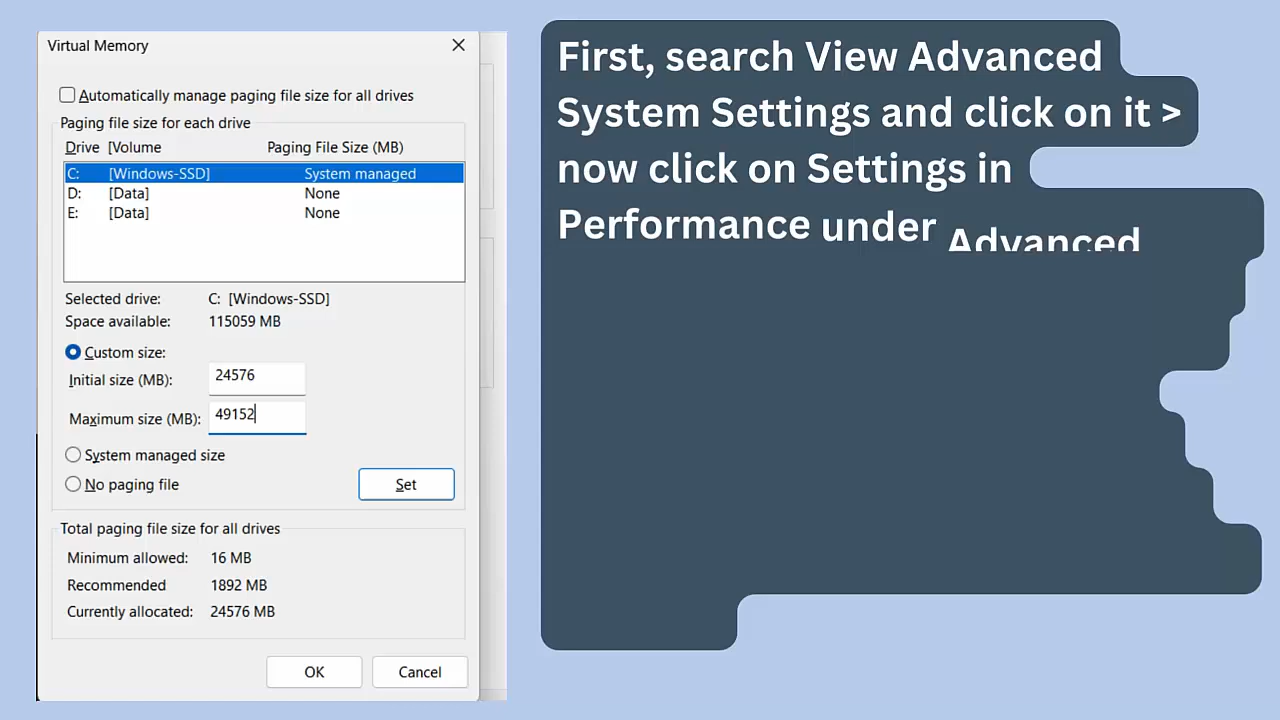 Virtual Memory
Automatically manage paging file size for all drives
Paging file size for each drive
Drive [Volume Paging File Size (MB)
C: [Windows-SSD] System managed
D: [Data] None
E: [Data] None
Selected drive: C: [Windows-SSD]
Space available: 115059 MB
Custom size:
Initial size (MB): 24576
Maximum size (MB): 49152
System managed size
No paging file
Set
Total paging file size for all drives
Minimum allowed: 16 MB
Recommended 1892 MB
Currently allocated: 24576 MB
OK Cancel
First, search View Advanced
System Settings and click on it >
now click on Settings in
Performance under Advanced